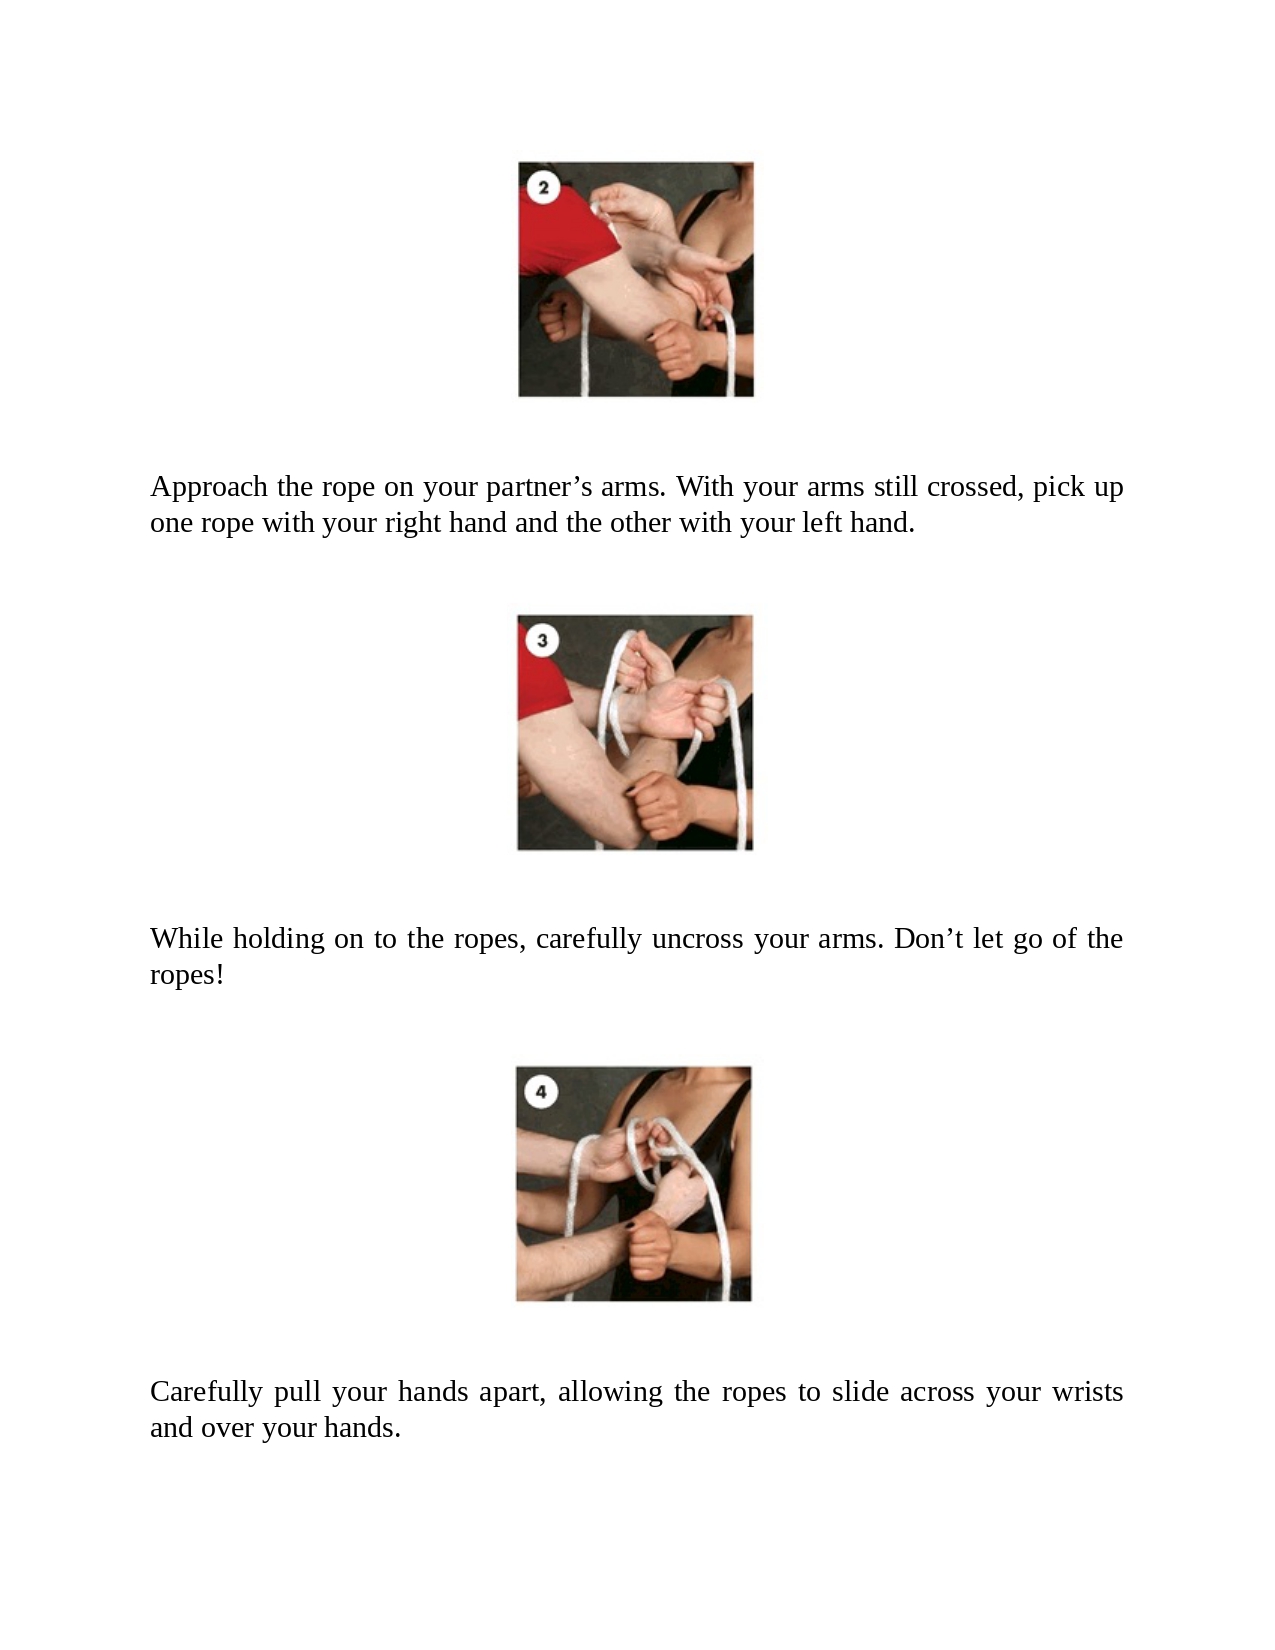 2
Approach the rope on your partner’s arms. With your arms still crossed, pick up
one rope with your right hand and the other with your left hand.
3
While holding on to the ropes, carefully uncross your arms. Don’t let go of the
ropes!
4
Carefully pull your hands apart, allowing the ropes to slide across your wrists
and over your hands.